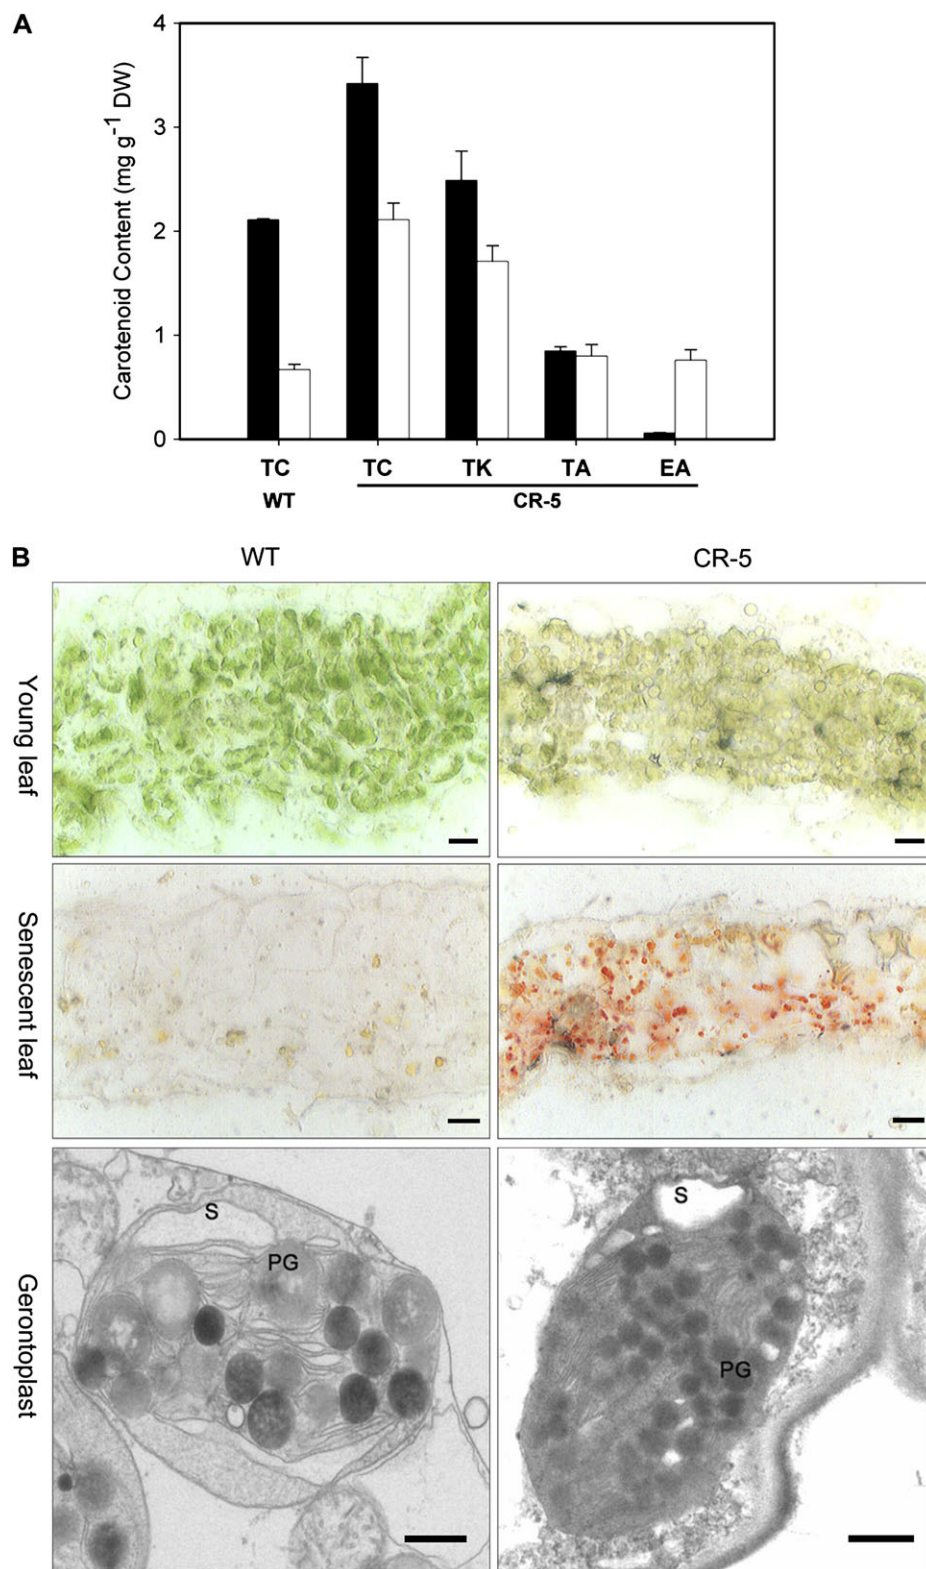 A
Carotenoid Content (mg g⁻¹ DW)
4
3
2
1
0
TC TC TK TA EA
WT CR-5
B
WT CR-5
Young leaf
Senescent leaf
S
PG
S
PG
Gerontoplast